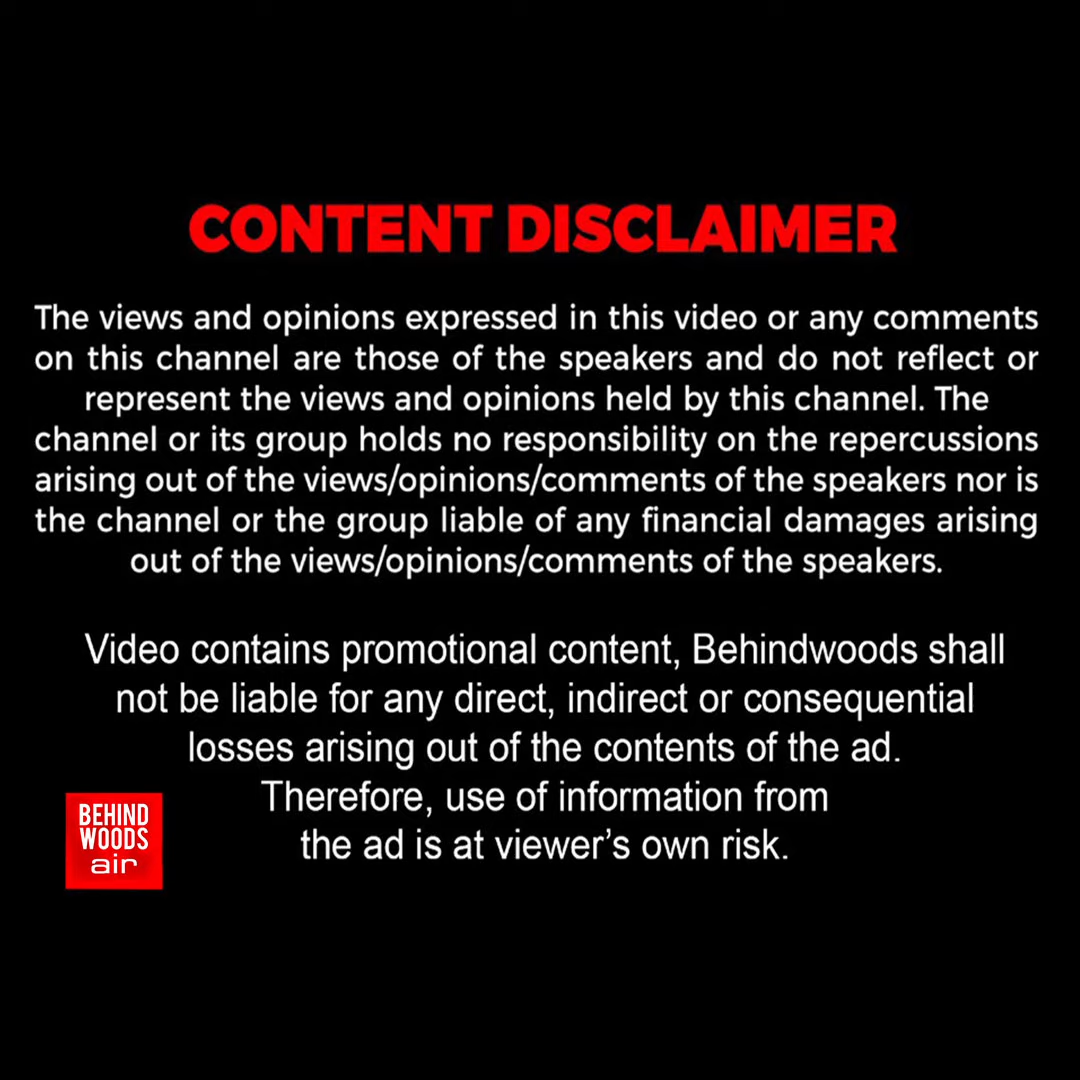 CONTENT DISCLAIMER
The views and opinions expressed in this video or any comments
on this channel are those of the speakers and do not reflect or
represent the views and opinions held by this channel. The
channel or its group holds no responsibility on the repercussions
arising out of the views/opinions/comments of the speakers nor is
the channel or the group liable of any financial damages arising
out of the views/opinions/comments of the speakers.
Video contains promotional content, Behindwoods shall
not be liable for any direct, indirect or consequential
losses arising out of the contents of the ad.
Therefore, use of information from
the ad is at viewer’s own risk.
BEHIND
WOODS
air